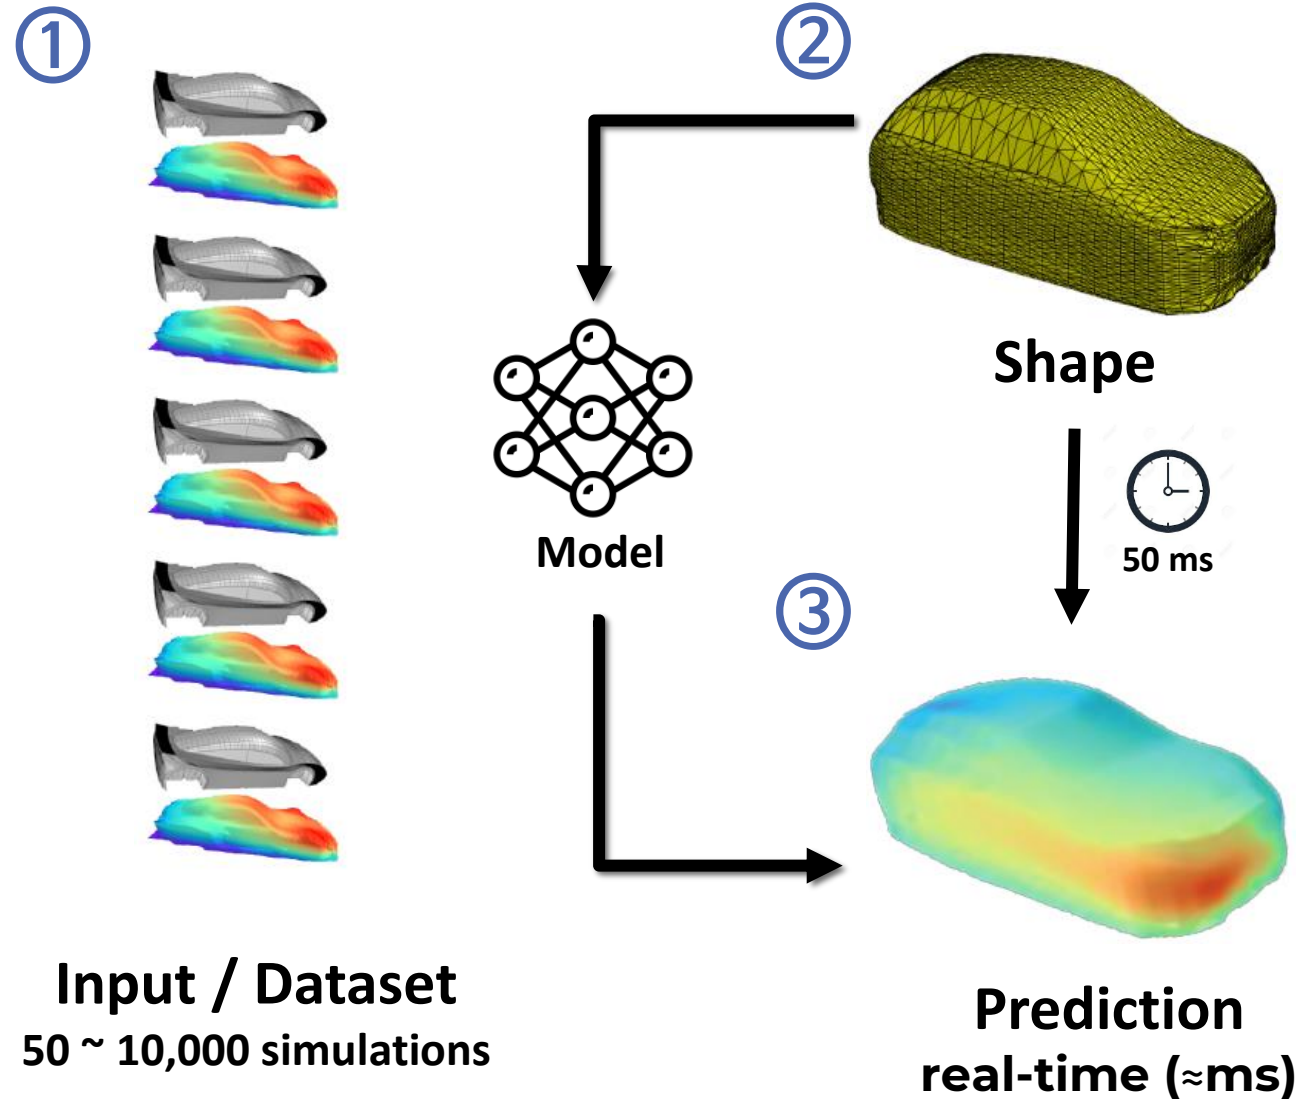 ①
Input / Dataset
50 ~ 10,000 simulations
Model
②
Shape
50 ms
③
Prediction
real-time (≈ms)